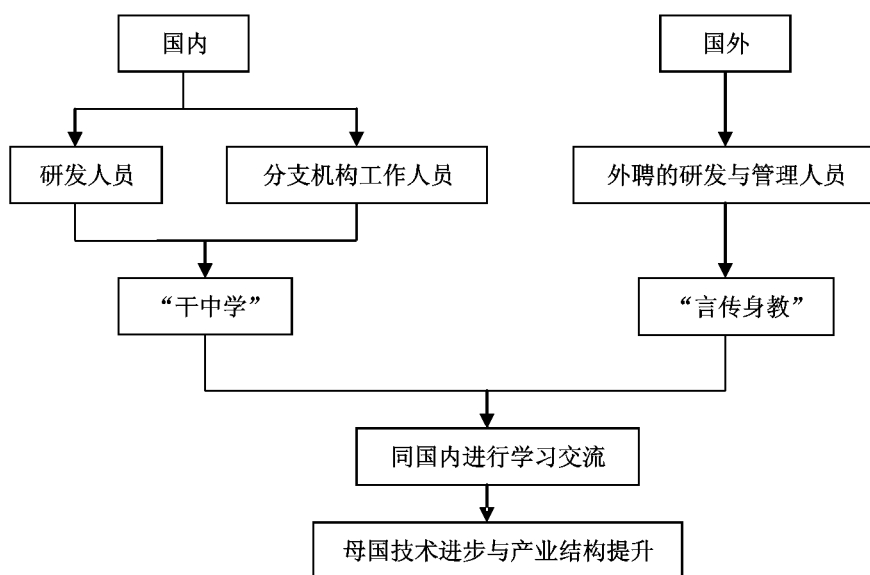 国内
国外
研发人员
分支机构工作人员
外聘的研发与管理人员
“干中学”
“言传身教”
同国内进行学习交流
母国技术进步与产业结构提升